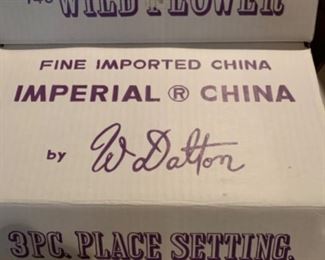 WILD FLOWER
FINE IMPORTED CHINA
IMPERIAL ® CHINA
by W Dalton
3PC. PLACE SETTING.